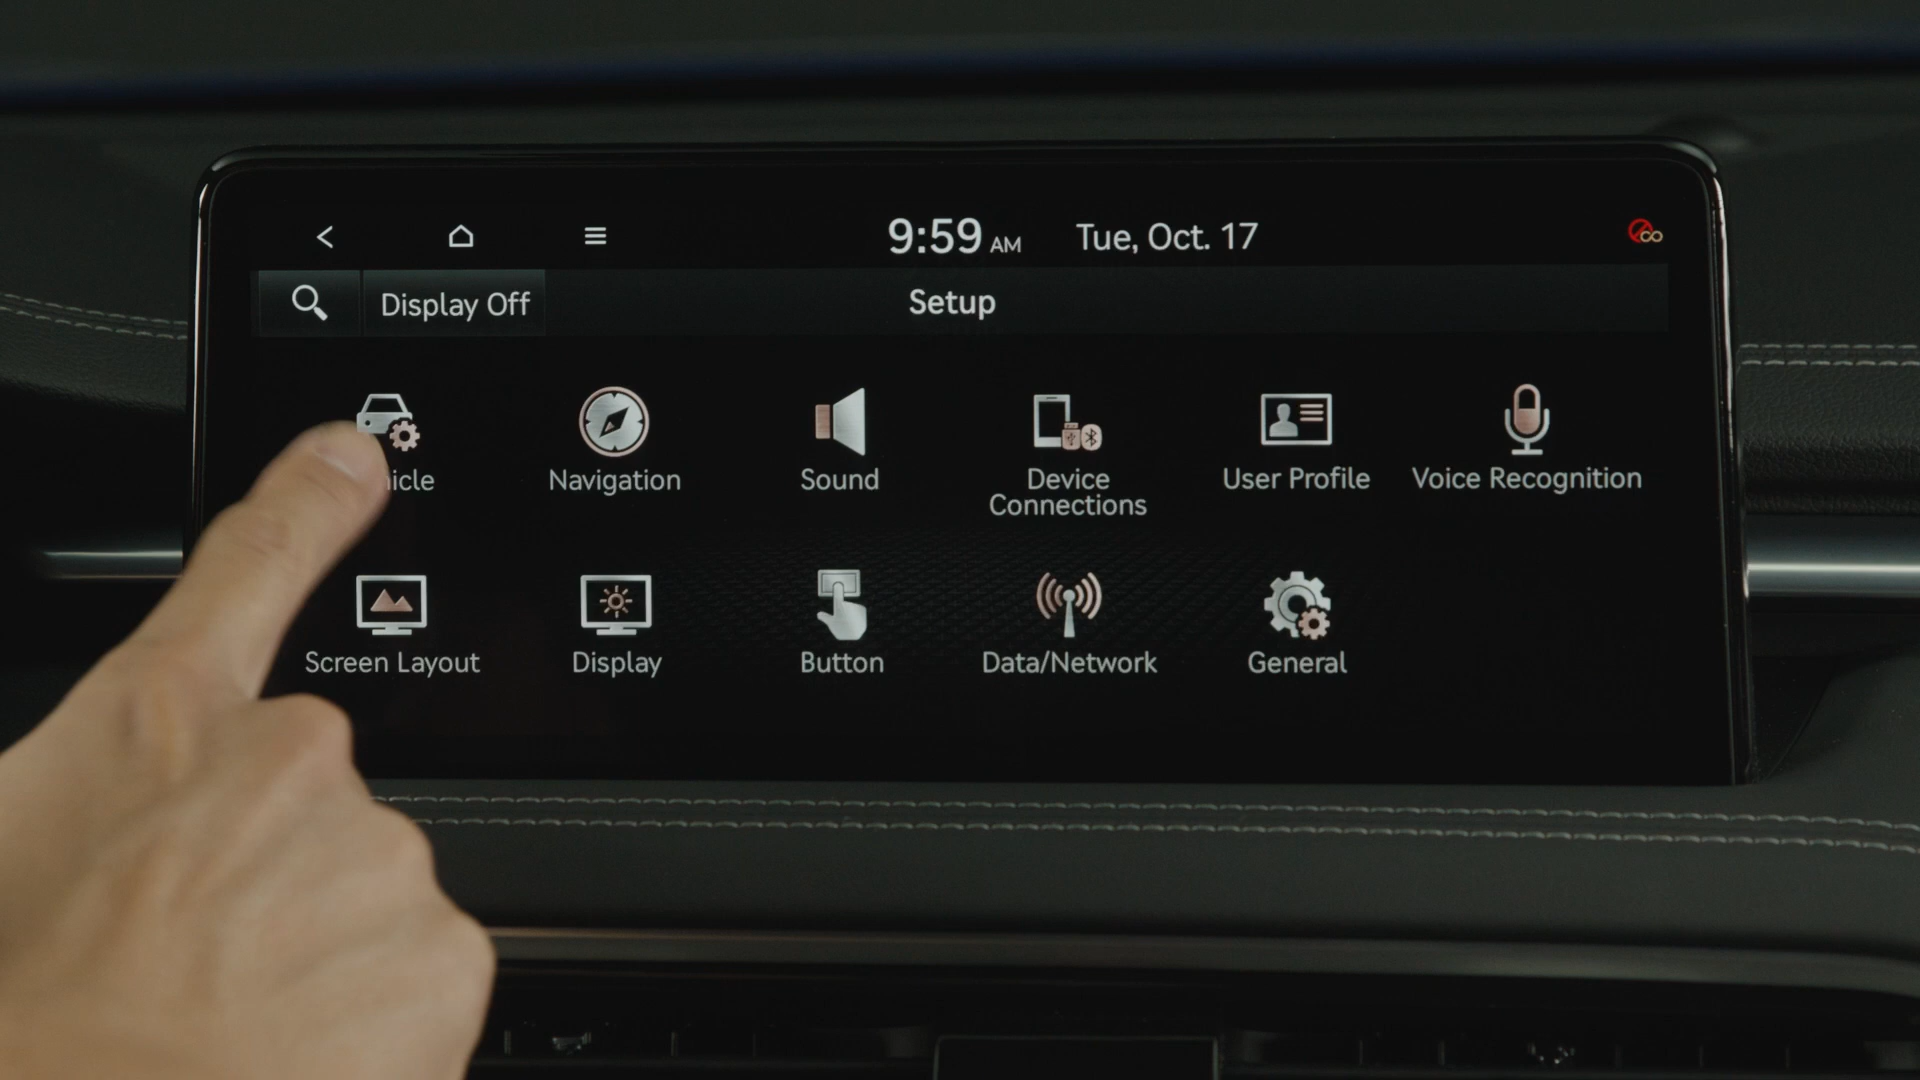 9:59 AM Tue, Oct. 17
Display Off
Setup
icle
Navigation
Sound
Device
Connections
User Profile
Voice Recognition
Screen Layout
Display
Button
Data/Network
General